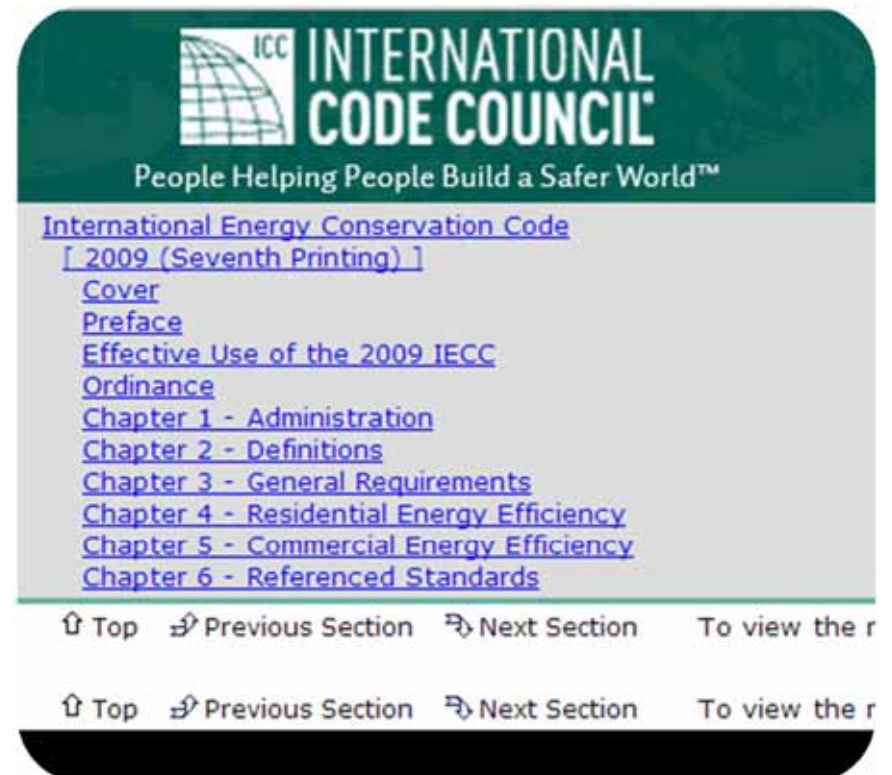 ICC INTERNATIONAL
CODE COUNCIL
People Helping People Build a Safer World™
International Energy Conservation Code
[ 2009 (Seventh Printing) ]
Cover
Preface
Effective Use of the 2009 IECC
Ordinance
Chapter 1 - Administration
Chapter 2 - Definitions
Chapter 3 - General Requirements
Chapter 4 - Residential Energy Efficiency
Chapter 5 - Commercial Energy Efficiency
Chapter 6 - Referenced Standards
Top Previous Section Next Section To view the
Top Previous Section Next Section To view the